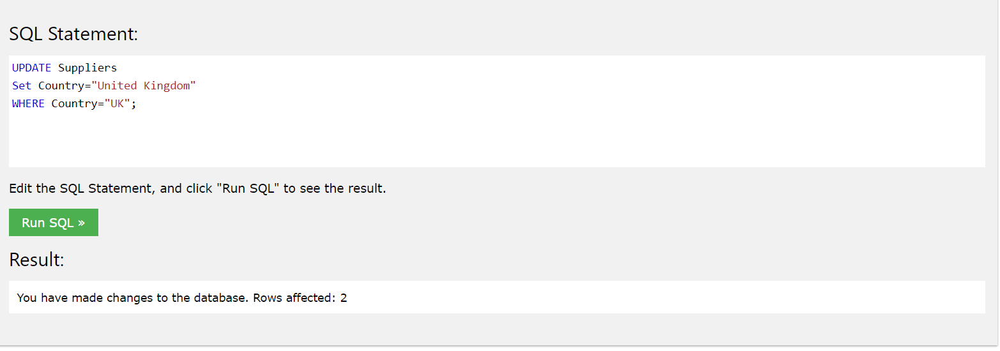 SQL Statement:
UPDATE Suppliers
Set Country="United Kingdom"
WHERE Country="UK";
Edit the SQL Statement, and click "Run SQL" to see the result.
Run SQL »
Result:
You have made changes to the database. Rows affected: 2